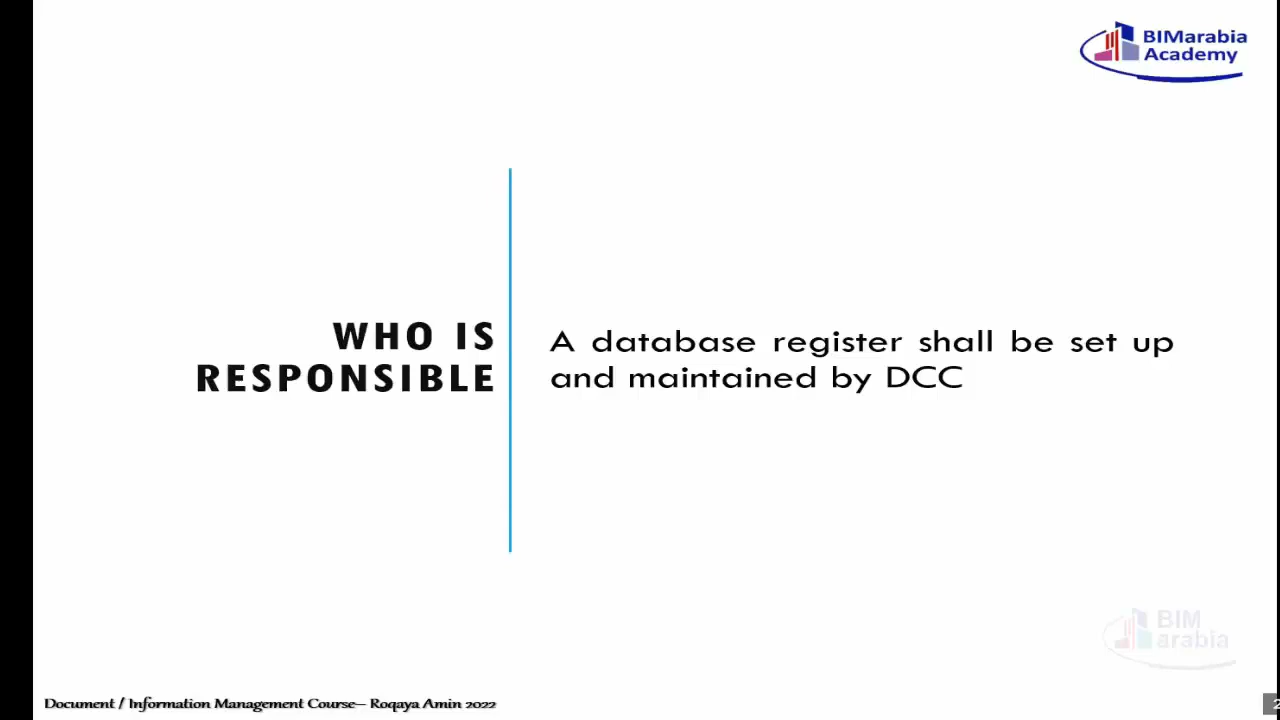 BIMarabia
Academy
WHO IS
RESPONSIBLE
A database register shall be set up
and maintained by DCC
BIM
arabia
Document / Information Management Course– Roqaya Amin 2022